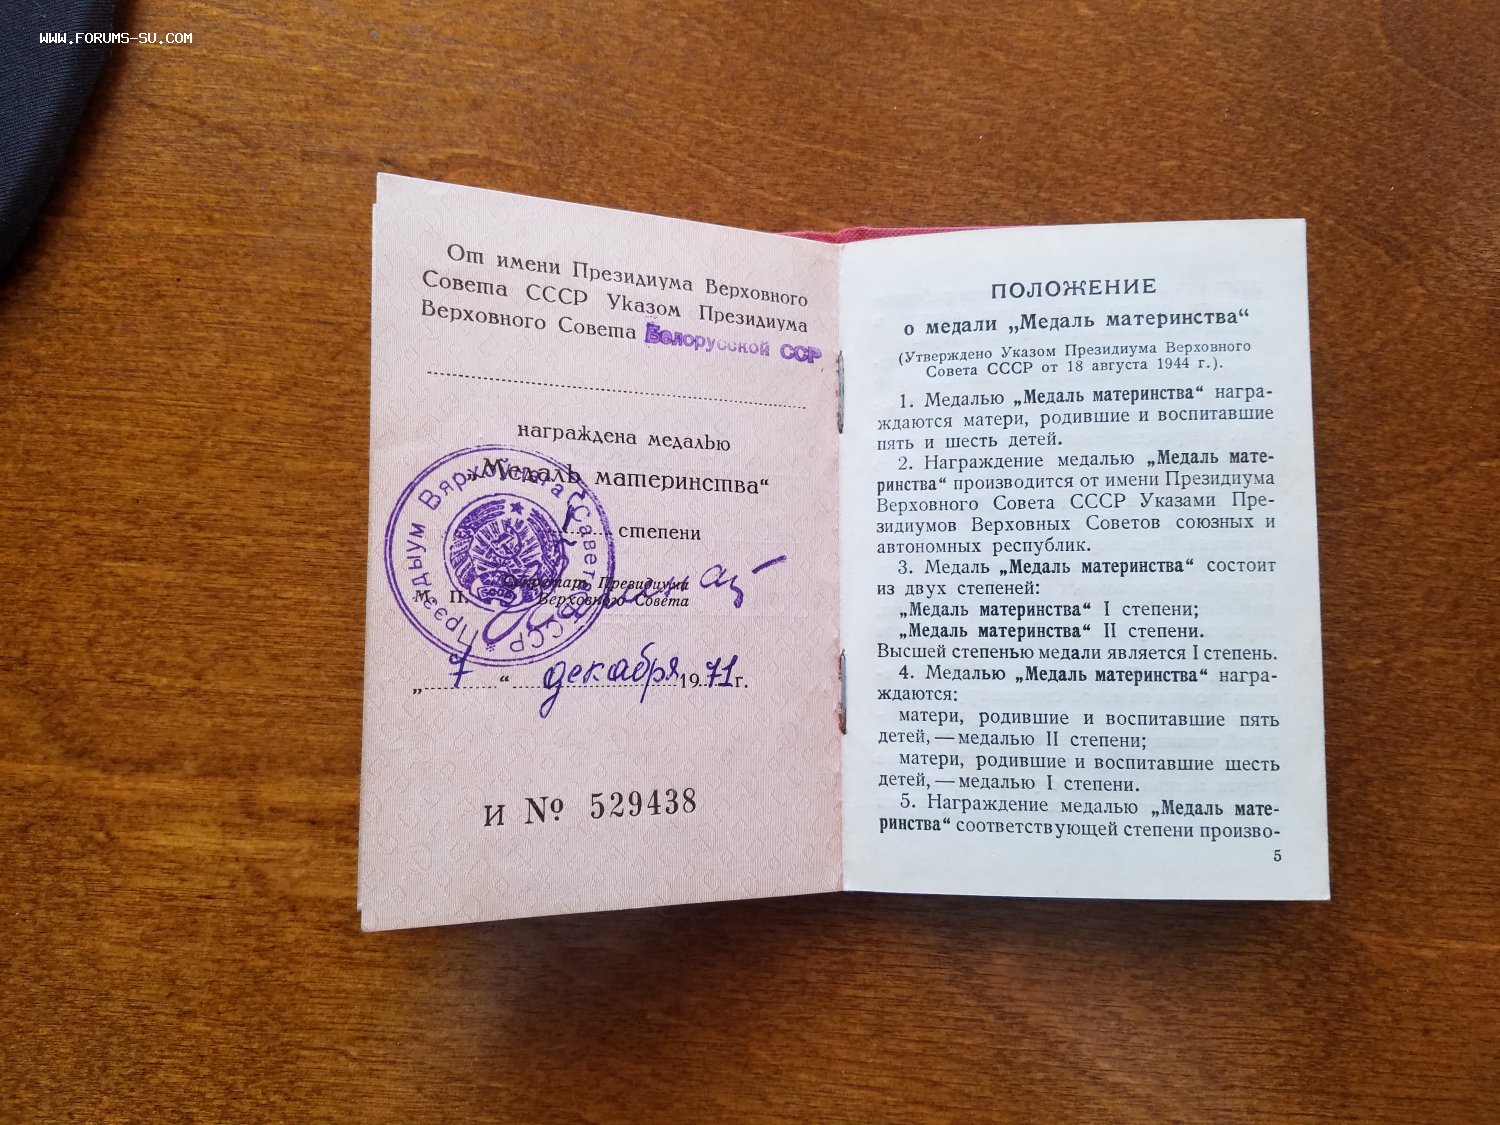 WWW.FORUMS-SU.COM
От имени Президиума Верховного
Совета СССР Указом Президиума
Верховного Совета Белорусской ССР
награждена медалью
„Медаль материнства“
I степени
Прэзідыум Вярхоўнага Савета БССР
Секретарь Президиума
М. П. Верховного Совета
„7“ декабря 1971 г.
И № 529438
ПОЛОЖЕНИЕ
о медали „Медаль материнства“
(Утверждено Указом Президиума Верховного
Совета СССР от 18 августа 1944 г.).
1. Медалью „Медаль материнства“ награ-
ждаются матери, родившие и воспитавшие
пять и шесть детей.
2. Награждение медалью „Медаль мате-
ринства“ производится от имени Президиума
Верховного Совета СССР Указами Пре-
зидиумов Верховных Советов союзных и
автономных республик.
3. Медаль „Медаль материнства“ состоит
из двух степеней:
„Медаль материнства“ I степени;
„Медаль материнства“ II степени.
Высшей степенью медали является I степень.
4. Медалью „Медаль материнства“ награ-
ждаются:
матери, родившие и воспитавшие пять
детей, — медалью II степени;
матери, родившие и воспитавшие шесть
детей, — медалью I степени.
5. Награждение медалью „Медаль мате-
ринства“ соответствующей степени произво-
5